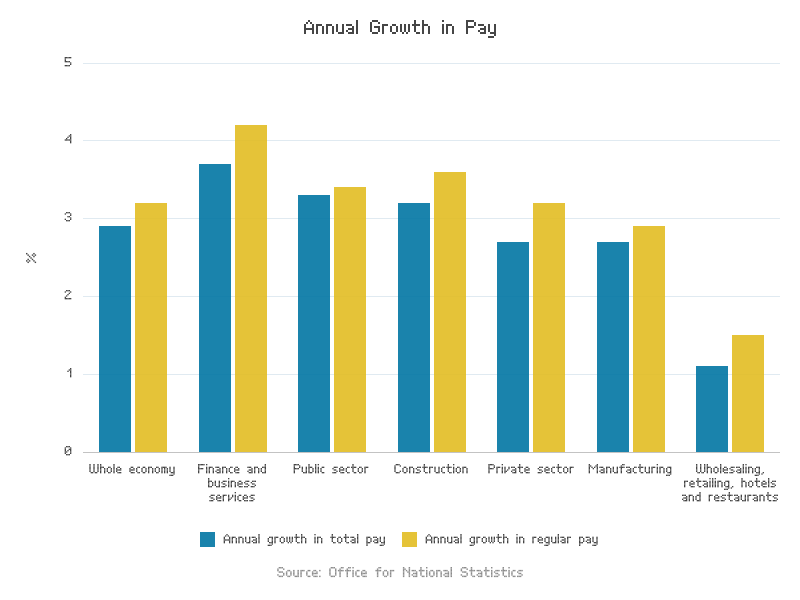 Annual Growth in Pay
5
4
3
2
1
0
%
Whole economy
Finance and
business
services
Public sector
Construction
Private sector
Manufacturing
Wholesaling,
retailing, hotels
and restaurants
Annual growth in total pay
Annual growth in regular pay
Source: Office for National Statistics